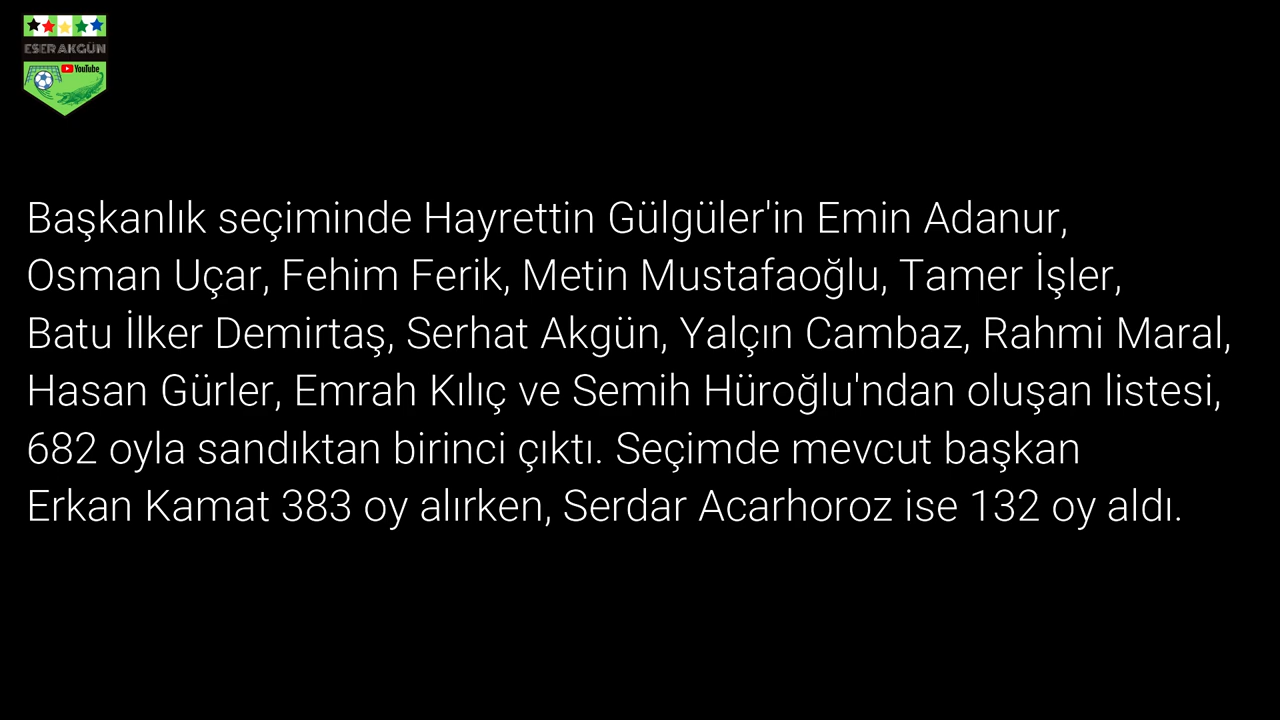 ESER AKGÜN
YouTube
Başkanlık seçiminde Hayrettin Gülgüler'in Emin Adanur,
Osman Uçar, Fehim Ferik, Metin Mustafaoğlu, Tamer İşler,
Batu İlker Demirtaş, Serhat Akgün, Yalçın Cambaz, Rahmi Maral,
Hasan Gürler, Emrah Kılıç ve Semih Hüroğlu'ndan oluşan listesi,
682 oyla sandıktan birinci çıktı. Seçimde mevcut başkan
Erkan Kamat 383 oy alırken, Serdar Acarhoroz ise 132 oy aldı.